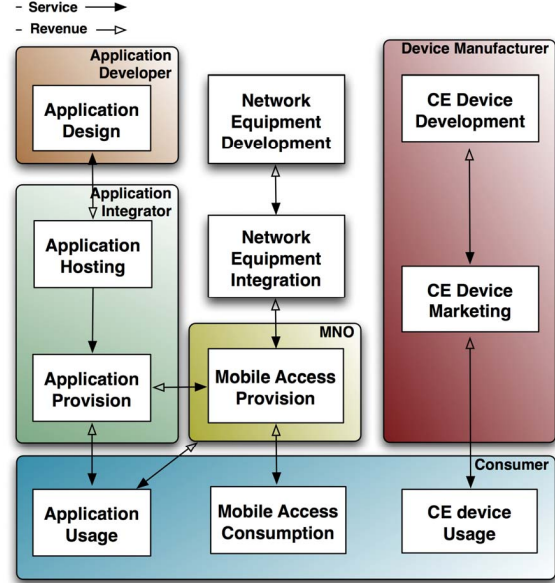 Service
Revenue
Application
Developer
Application
Design
Network
Equipment
Development
Device Manufacturer
CE Device
Development
Application
Integrator
Application
Hosting
Network
Equipment
Integration
CE Device
Marketing
MNO
Application
Provision
Mobile Access
Provision
Consumer
Application
Usage
Mobile Access
Consumption
CE device
Usage